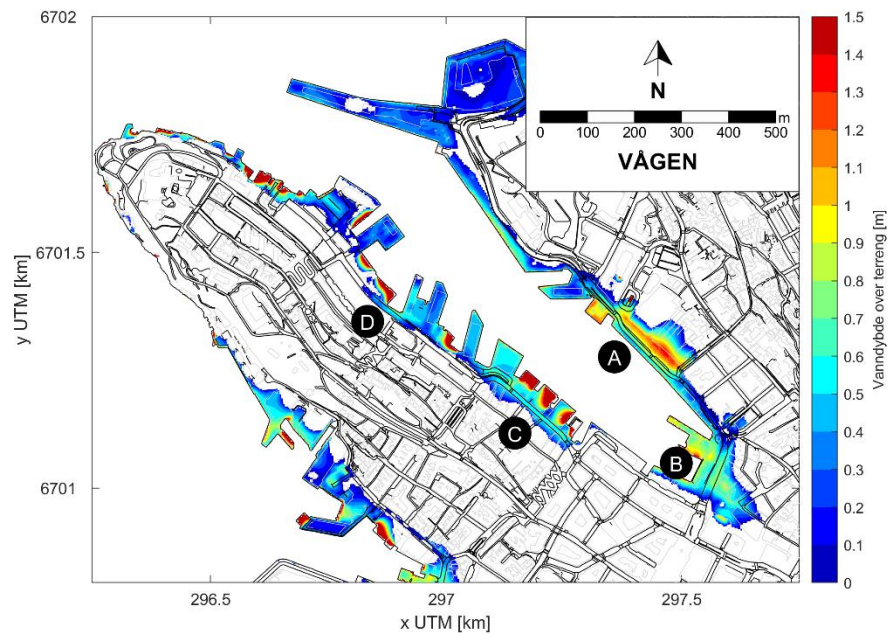 6702
6701.5
6701
y UTM [km]
296.5
297
297.5
x UTM [km]
N
0 100 200 300 400 500 m
VÅGEN
A
B
C
D
1.5
1.4
1.3
1.2
1.1
1
0.9
0.8
0.7
0.6
0.5
0.4
0.3
0.2
0.1
0
Vanndybde over terreng [m]